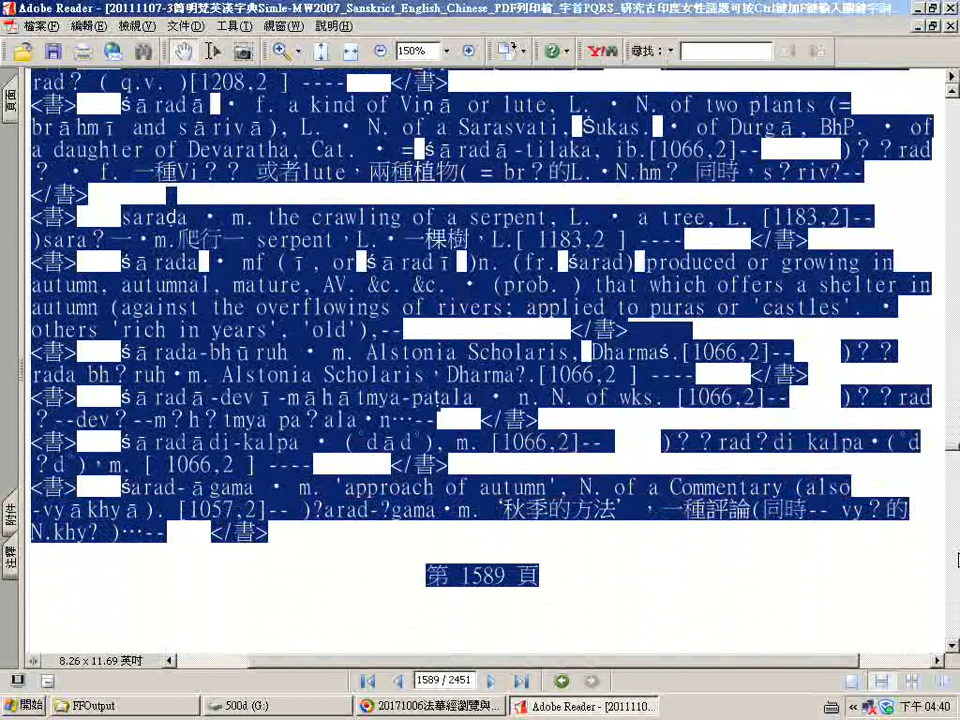 Adobe Reader - [20111107-3簡明梵英漢字典Simle-MW2007_Sanskrict_English_Chinese_PDF列印檔_字首PQRS_研究古印度女性議題可按Ctrl鍵加F鍵輸入關鍵字詞
檔案(F) 編輯(E) 檢視(V) 文件(D) 工具(T) 視窗(W) 說明(H)
150% Y! 尋找:
頁面
附件
注釋
rad? ( q.v. )[1208,2 ] ---- </書>
<書> śāradā • f. a kind of Viṇā or lute, L. • N. of two plants (=
brāhmī and sārivā), L. • N. of a Sarasvati, Śukas. • of Durgā, BhP. • of
a daughter of Devaratha, Cat. • = śāradā-tilaka, ib.[1066,2]-- )??rad
? • f. 一種Vi?? 或者lute，兩種植物( = br?的L.•N.hm? 同時，s?riv?--
</書>
<書> saraḍa • m. the crawling of a serpent, L. • a tree, L. [1183,2]--
)sara?一•m.爬行一 serpent，L.•一棵樹，L.[ 1183,2 ] ---- </書>
<書> śārada • mf (ī, or śāradī )n. (fr. śarad) produced or growing in
autumn, autumnal, mature, AV. &c. &c. • (prob. ) that which offers a shelter in
autumn (against the overflowings of rivers; applied to puras or 'castles'. •
others 'rich in years', 'old'),-- </書>
<書> śārada-bhūruh • m. Alstonia Scholaris, Dharmaś.[1066,2]-- )??
rada bh?ruh•m. Alstonia Scholaris，Dharma?.[1066,2 ] ---- </書>
<書> śāradā-devī-māhātmya-paṭala • n. N. of wks. [1066,2]-- )??rad
?--dev?--m?h?tmya pa?ala•n…-- </書>
<書> śāradādi-kalpa • (°dād°), m. [1066,2]-- )??rad?di kalpa•(°d
?d°)，m. [ 1066,2 ] ---- </書>
<書> śarad-āgama • m. 'approach of autumn', N. of a Commentary (also
-vyākhyā). [1057,2]-- )?arad-?gama•m. ‘秋季的方法’，一種評論(同時-- vy?的
N.khy? )…-- </書>
第 1589 頁
8.26 x 11.69 英吋
1589 / 2451
開始 FFOutput 500d (G:) 20171006法華經瀏覽與... Adobe Reader - [201110... 下午 04:40